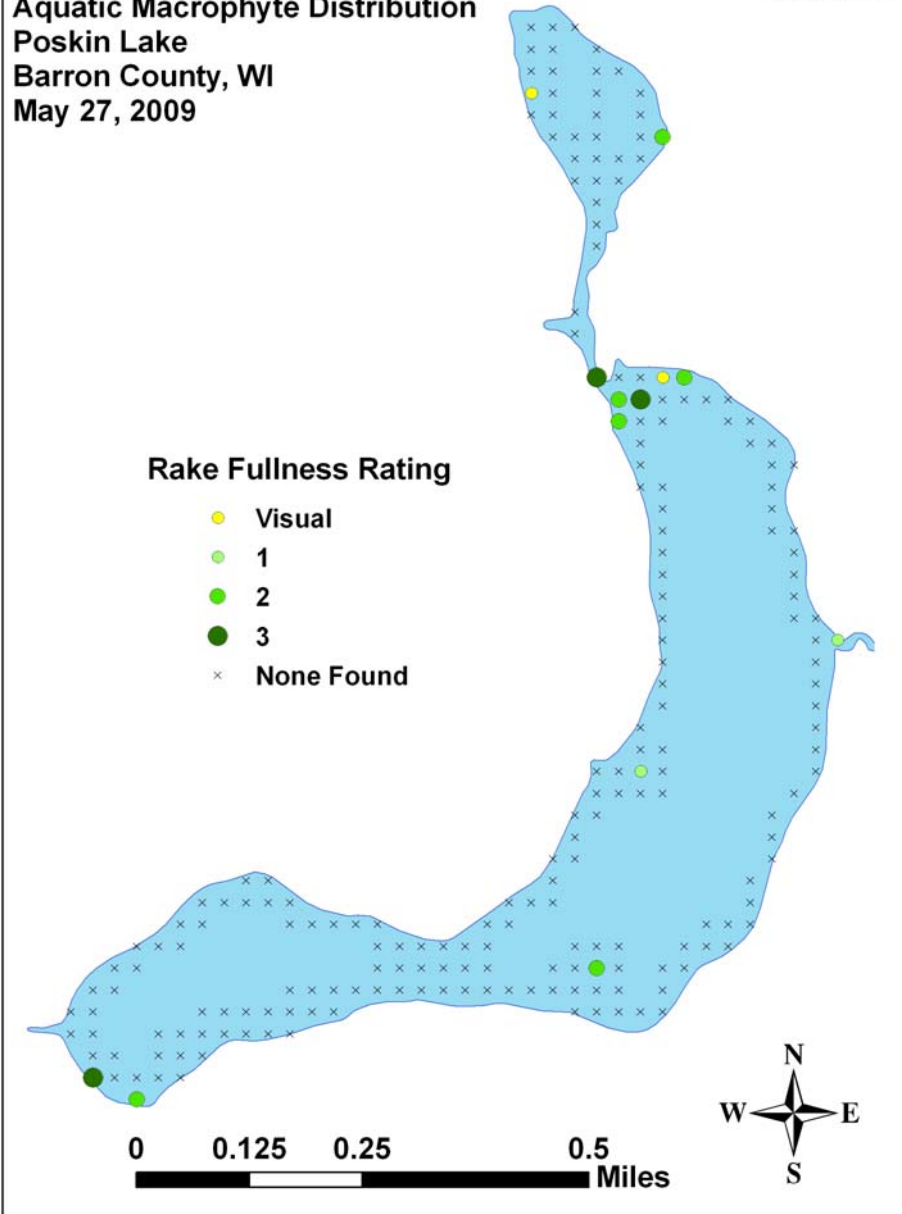 Aquatic Macrophyte Distribution
Poskin Lake
Barron County, WI
May 27, 2009
Rake Fullness Rating
Visual
1
2
3
None Found
N
W E
S
0 0.125 0.25 0.5
Miles